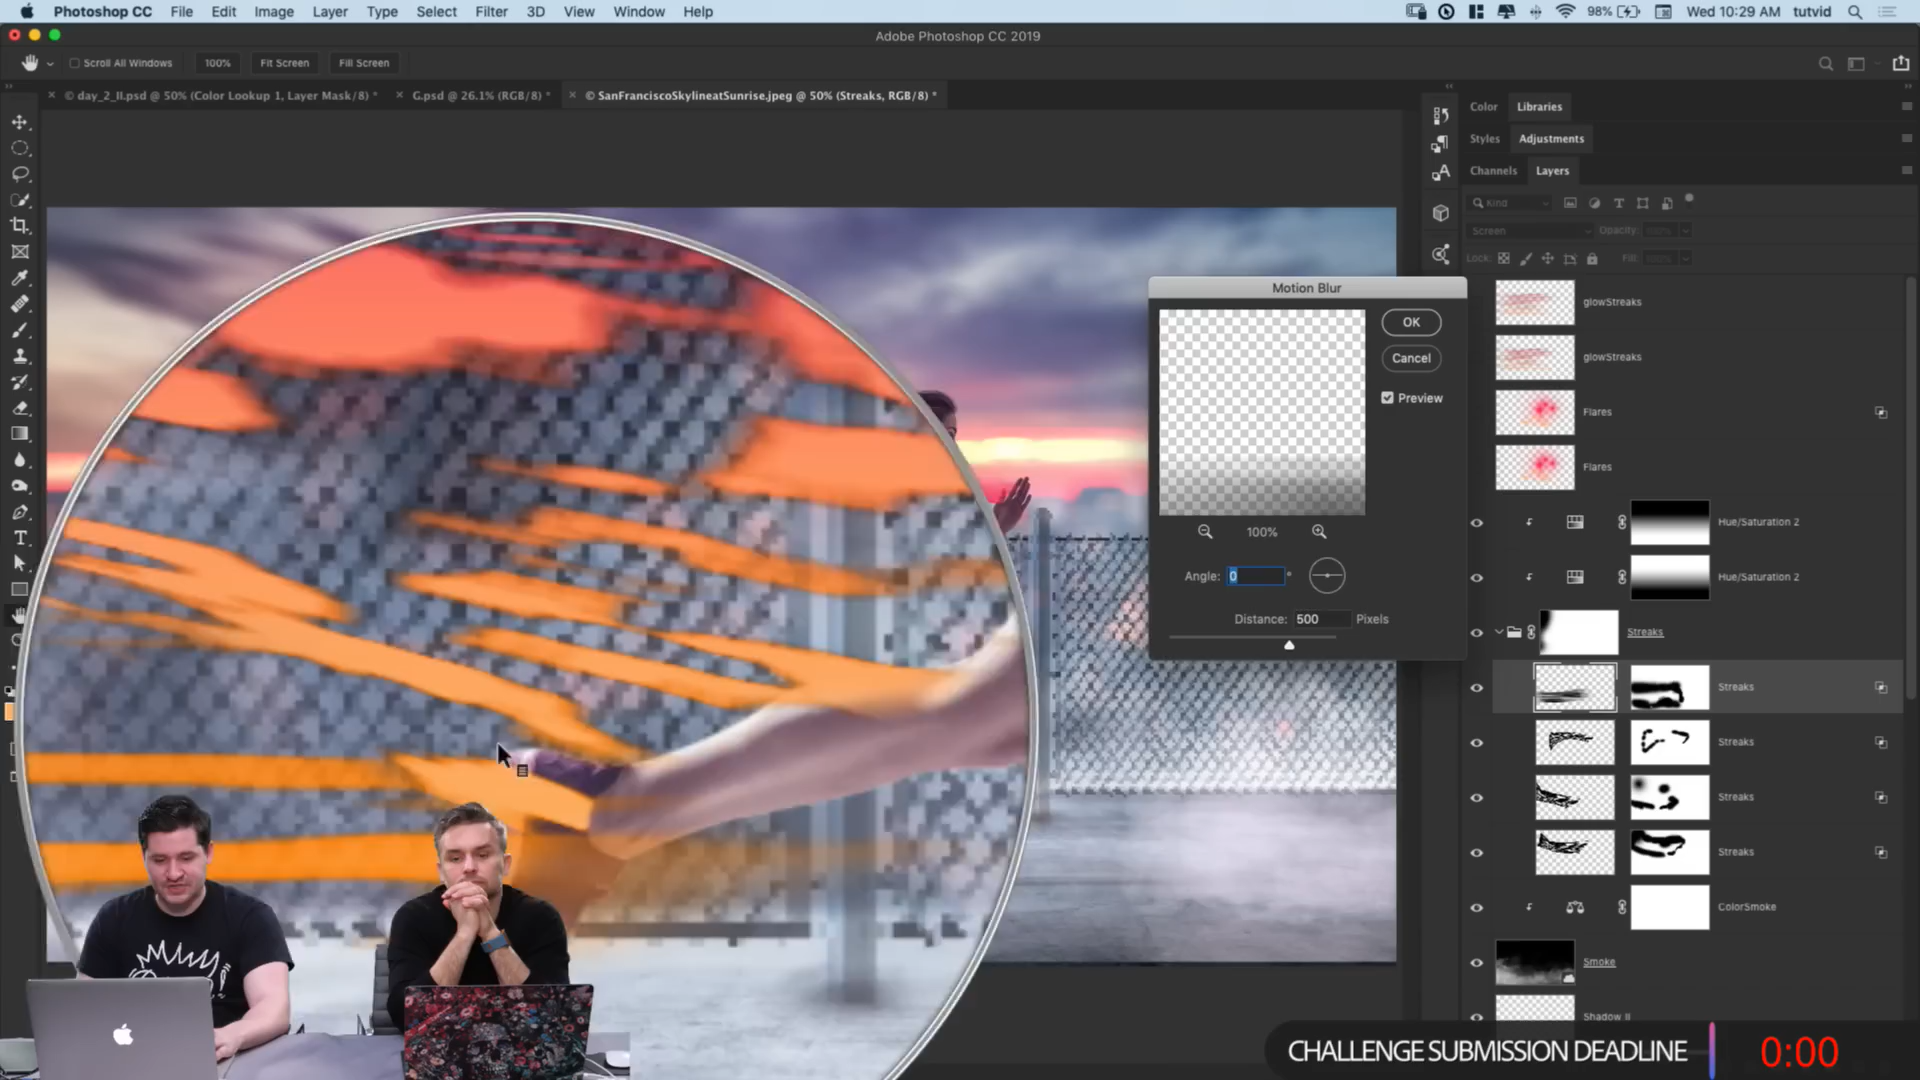 Photoshop CC File Edit Image Layer Type Select Filter 3D View Window Help 98% Wed 10:29 AM tutvid
Adobe Photoshop CC 2019
Scroll All Windows 100% Fit Screen Fill Screen
© day_2_II.psd @ 50% (Color Lookup 1, Layer Mask/8) * G.psd @ 26.1% (RGB/8) * © SanFranciscoSkylineatSunrise.jpeg @ 50% (Streaks, RGB/8) *
Color Libraries
Styles Adjustments
Channels Layers
Kind
Screen Opacity:
Lock: Fill:
glowStreaks
glowStreaks
Flares
Flares
Hue/Saturation 2
Hue/Saturation 2
Streaks
Streaks
Streaks
Streaks
Streaks
ColorSmoke
Smoke
Shadow II
Motion Blur
OK
Cancel
Preview
100%
Angle: 0 °
Distance: 500 Pixels
CHALLENGE SUBMISSION DEADLINE 0:00